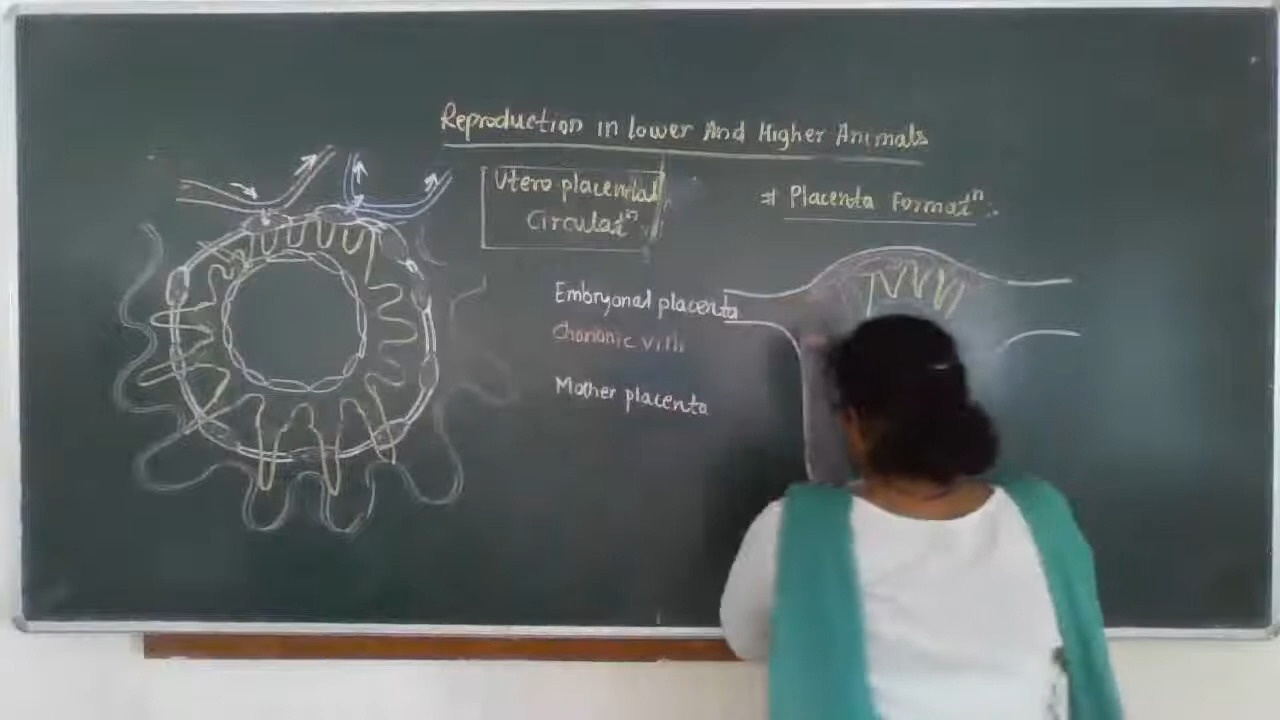 Reproduction in Lower And Higher Animals
Utero placental
Circulatⁿ
⇒ Placenta Formatⁿ :-
Embryonal placenta
Chorionic villi
Mother placenta